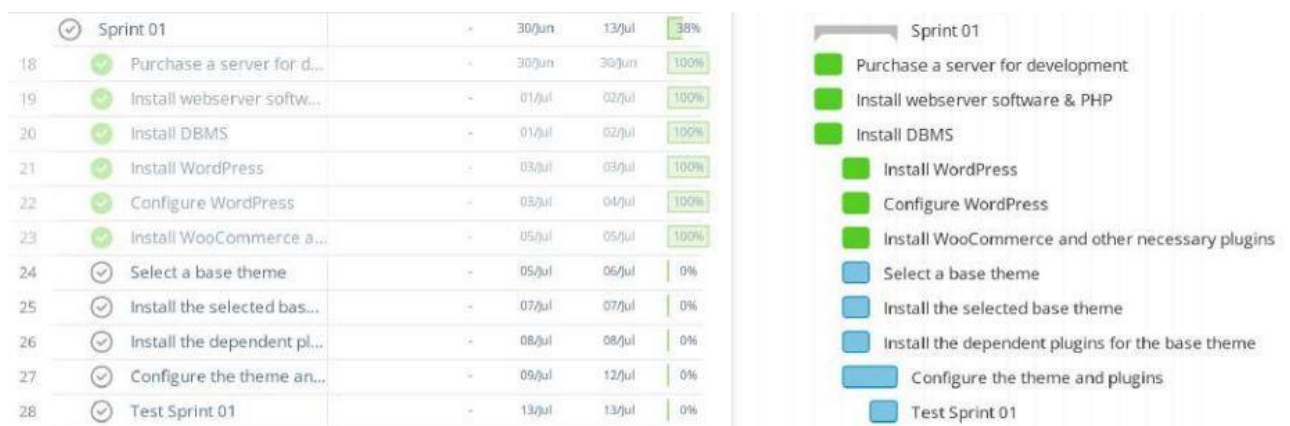 Sprint 01 - 30/Jun 13/Jul 38% Sprint 01
18 Purchase a server for d... - 30/Jun 30/Jun 100% Purchase a server for development
19 Install webserver softw... - 01/Jul 02/Jul 100% Install webserver software & PHP
20 Install DBMS - 01/Jul 02/Jul 100% Install DBMS
21 Install WordPress - 03/Jul 03/Jul 100% Install WordPress
22 Configure WordPress - 03/Jul 04/Jul 100% Configure WordPress
23 Install WooCommerce a... - 05/Jul 05/Jul 100% Install WooCommerce and other necessary plugins
24 Select a base theme - 05/Jul 06/Jul 0% Select a base theme
25 Install the selected bas... - 07/Jul 07/Jul 0% Install the selected base theme
26 Install the dependent pl... - 08/Jul 08/Jul 0% Install the dependent plugins for the base theme
27 Configure the theme an... - 09/Jul 12/Jul 0% Configure the theme and plugins
28 Test Sprint 01 - 13/Jul 13/Jul 0% Test Sprint 01